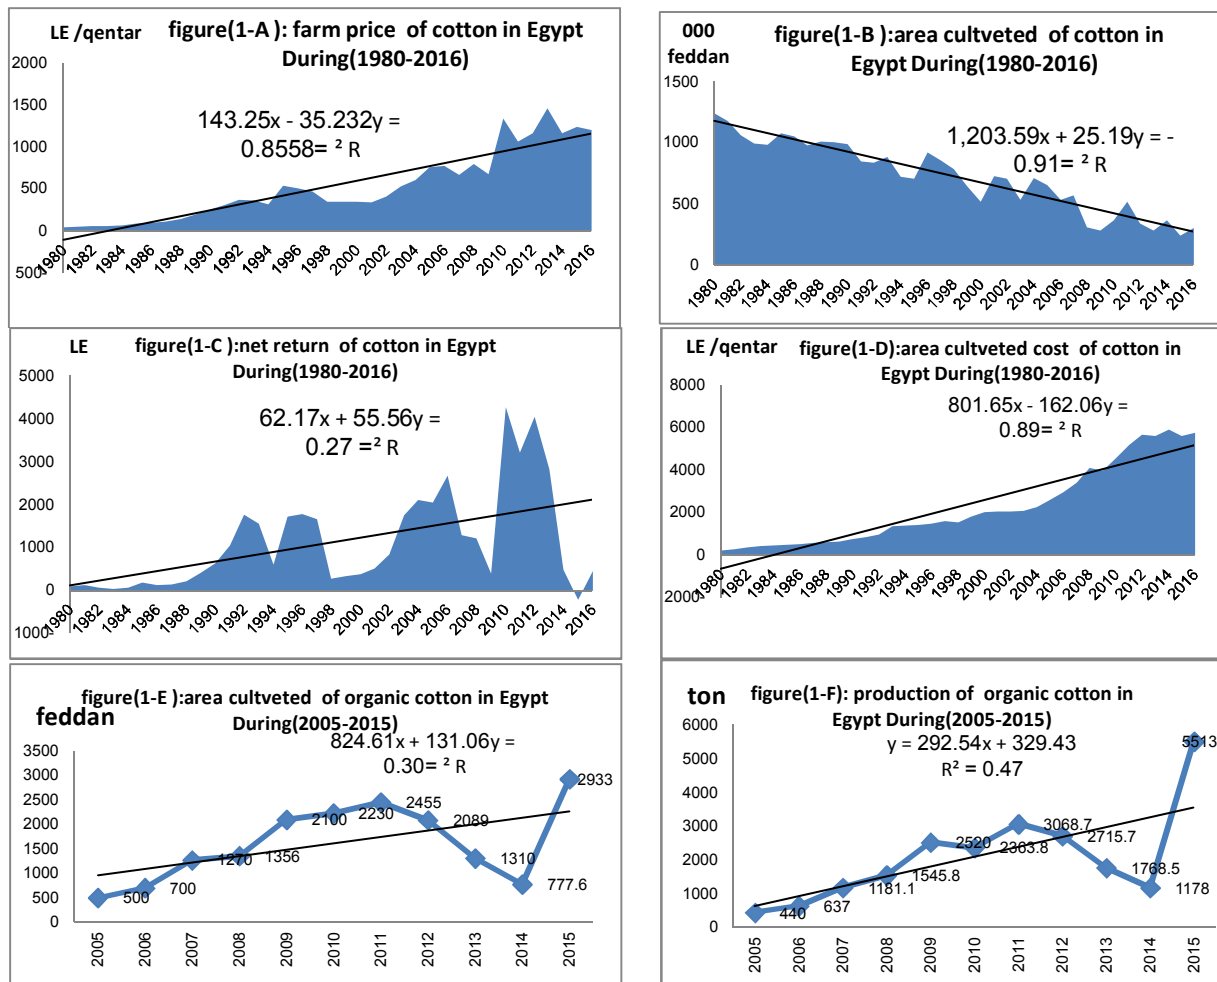 LE /qentar
figure(1-A ): farm price of cotton in Egypt
During(1980-2016)
2000
1500
1000
500
0
500-
143.25x - 35.232y =
0.8558= ² R
1980 1982 1984 1986 1988 1990 1992 1994 1996 1998 2000 2002 2004 2006 2008 2010 2012 2014 2016
000
feddan
figure(1-B ):area cultveted of cotton in
Egypt During(1980-2016)
1500
1000
500
0
1,203.59x + 25.19y = -
0.91= ² R
1980 1982 1984 1986 1988 1990 1992 1994 1996 1998 2000 2002 2004 2006 2008 2010 2012 2014 2016
LE
figure(1-C ):net return of cotton in Egypt
During(1980-2016)
5000
4000
3000
2000
1000
0
1000-
62.17x + 55.56y =
0.27 =² R
1980 1982 1984 1986 1988 1990 1992 1994 1996 1998 2000 2002 2004 2006 2008 2010 2012 2014 2016
LE /qentar
figure(1-D):area cultveted cost of cotton in
Egypt During(1980-2016)
8000
6000
4000
2000
0
2000-
801.65x - 162.06y =
0.89= ² R
1980 1982 1984 1986 1988 1990 1992 1994 1996 1998 2000 2002 2004 2006 2008 2010 2012 2014 2016
figure(1-E ):area cultveted of organic cotton in Egypt
During(2005-2015)
feddan
3500
3000
2500
2000
1500
1000
500
0
824.61x + 131.06y =
0.30= ² R
500 700 1270 1356 2100 2230 2455 2089 1310 777.6 2933
2005 2006 2007 2008 2009 2010 2011 2012 2013 2014 2015
ton
figure(1-F): production of organic cotton in
Egypt During(2005-2015)
6000
5000
4000
3000
2000
1000
0
y = 292.54x + 329.43
R² = 0.47
440 637 1181.1 1545.8 2520 2363.8 3068.7 2715.7 1768.5 1178 5513
2005 2006 2007 2008 2009 2010 2011 2012 2013 2014 2015